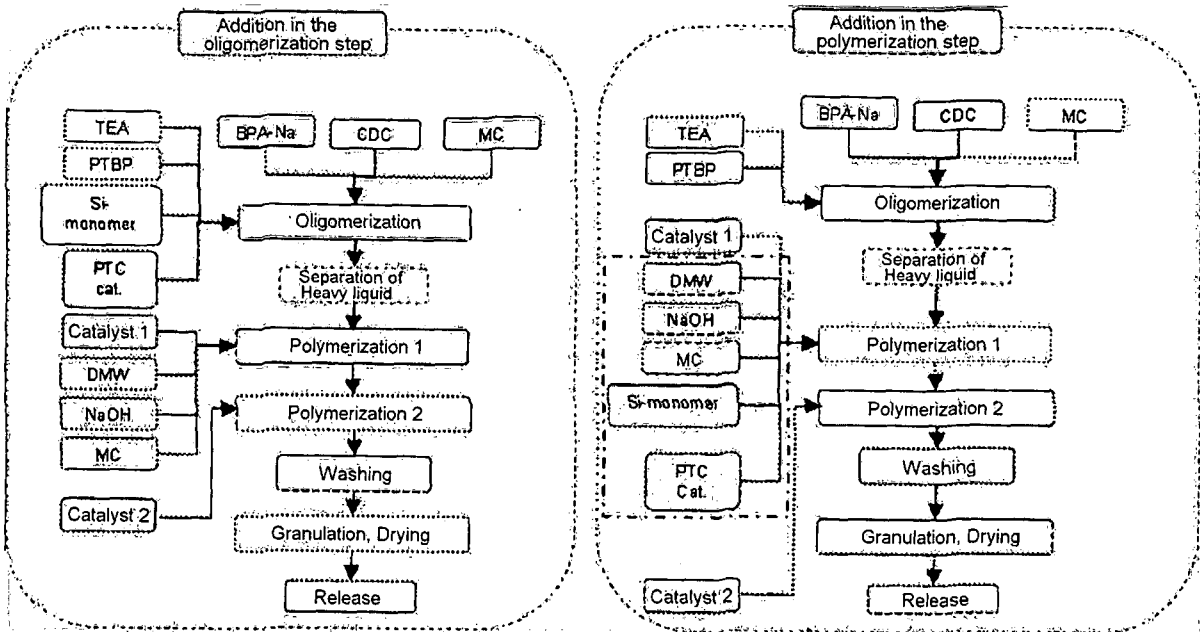 Addition in the
oligomerization step
TEA
PTBP
Si-
monomer
PTC
cat.
BPA-Na
CDC
MC
Oligomerization
Separation of
Heavy liquid
Catalyst 1
DMW
NaOH
MC
Catalyst 2
Polymerization 1
Polymerization 2
Washing
Granulation, Drying
Release
Addition in the
polymerization step
TEA
PTBP
BPA-Na
CDC
MC
Oligomerization
Separation of
Heavy liquid
Catalyst 1
DMW
NaOH
MC
Si-monomer
PTC
Cat.
Catalyst 2
Polymerization 1
Polymerization 2
Washing
Granulation, Drying
Release